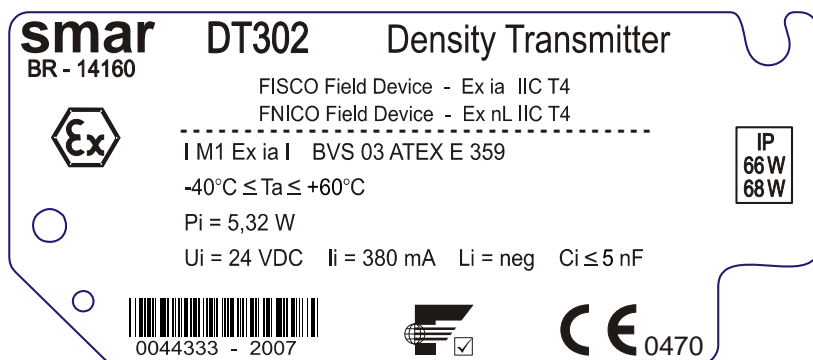 smar DT302 Density Transmitter
BR - 14160
FISCO Field Device - Ex ia IIC T4
FNICO Field Device - Ex nL IIC T4
Ex
I M1 Ex ia I BVS 03 ATEX E 359
IP
66 W
68 W
-40°C ≤ Ta ≤ +60°C
Pi = 5,32 W
Ui = 24 VDC Ii = 380 mA Li = neg Ci ≤ 5 nF
0044333 - 2007
CE 0470